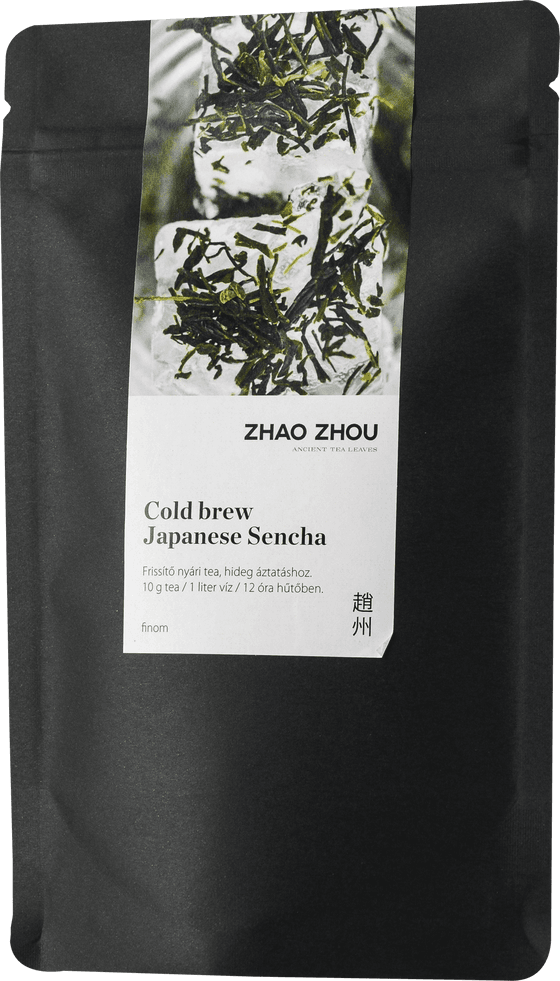 ZHAO ZHOU
ANCIENT TEA LEAVES
Cold brew
Japanese Sencha
Frissítő nyári tea, hideg áztatáshoz.
10 g tea / 1 liter víz / 12 óra hűtőben.
finom
趙州